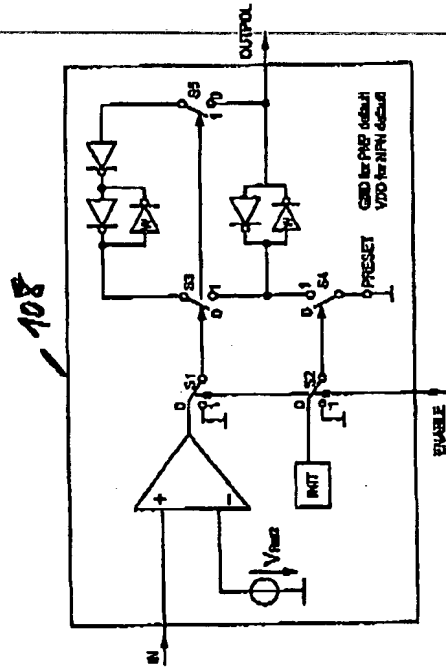 108
OUTPOL
S5
0
1
W
W
S3
0
1
1
S4
0
PRESET
GND for PNP default
VDD for NPN default
S1
0
1
S2
0
1
INIT
+
-
VRef2
IN
ENABLE